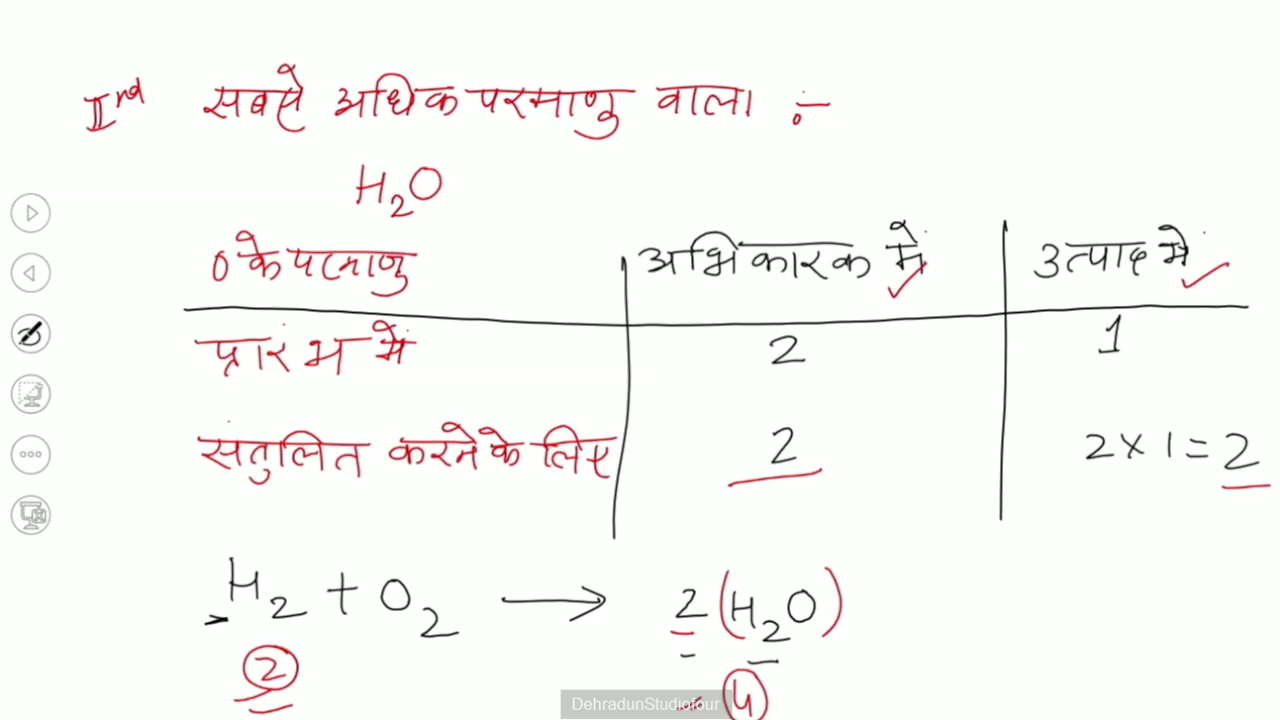 IInd सबसे अधिक परमाणु वाला :-
H2O
O के परमाणु अभिकारक में उत्पाद में
प्रारंभ में 2 1
संतुलित करने के लिए 2 2 × 1 = 2
H2 + O2 → 2 (H2O)
2 4
DehradunStudiofour